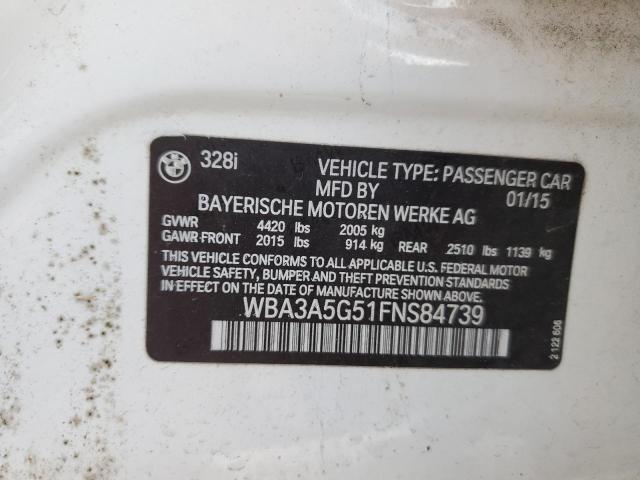 BMW
328i VEHICLE TYPE: PASSENGER CAR
MFD BY 01/15
BAYERISCHE MOTOREN WERKE AG
GVWR 4420 lbs 2005 kg
GAWR FRONT 2015 lbs 914 kg REAR 2510 lbs 1139 kg
THIS VEHICLE CONFORMS TO ALL APPLICABLE U.S. FEDERAL MOTOR
VEHICLE SAFETY, BUMPER AND THEFT PREVENTION STANDARDS
IN EFFECT ON THE DATE OF MANUFACTURE SHOWN ABOVE.
WBA3A5G51FNS84739
2 122 606